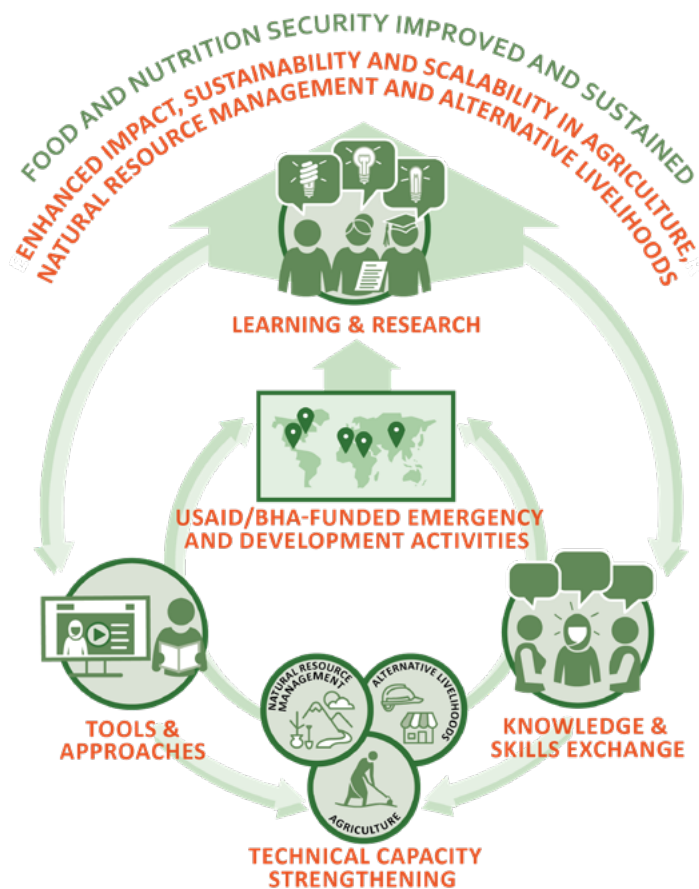 FOOD AND NUTRITION SECURITY IMPROVED AND SUSTAINED
ENHANCED IMPACT, SUSTAINABILITY AND SCALABILITY IN AGRICULTURE,
NATURAL RESOURCE MANAGEMENT AND ALTERNATIVE LIVELIHOODS
LEARNING & RESEARCH
USAID/BHA-FUNDED EMERGENCY
AND DEVELOPMENT ACTIVITIES
TOOLS &
APPROACHES
KNOWLEDGE &
SKILLS EXCHANGE
NATURAL RESOURCE
MANAGEMENT
ALTERNATIVE LIVELIHOODS
AGRICULTURE
TECHNICAL CAPACITY
STRENGTHENING